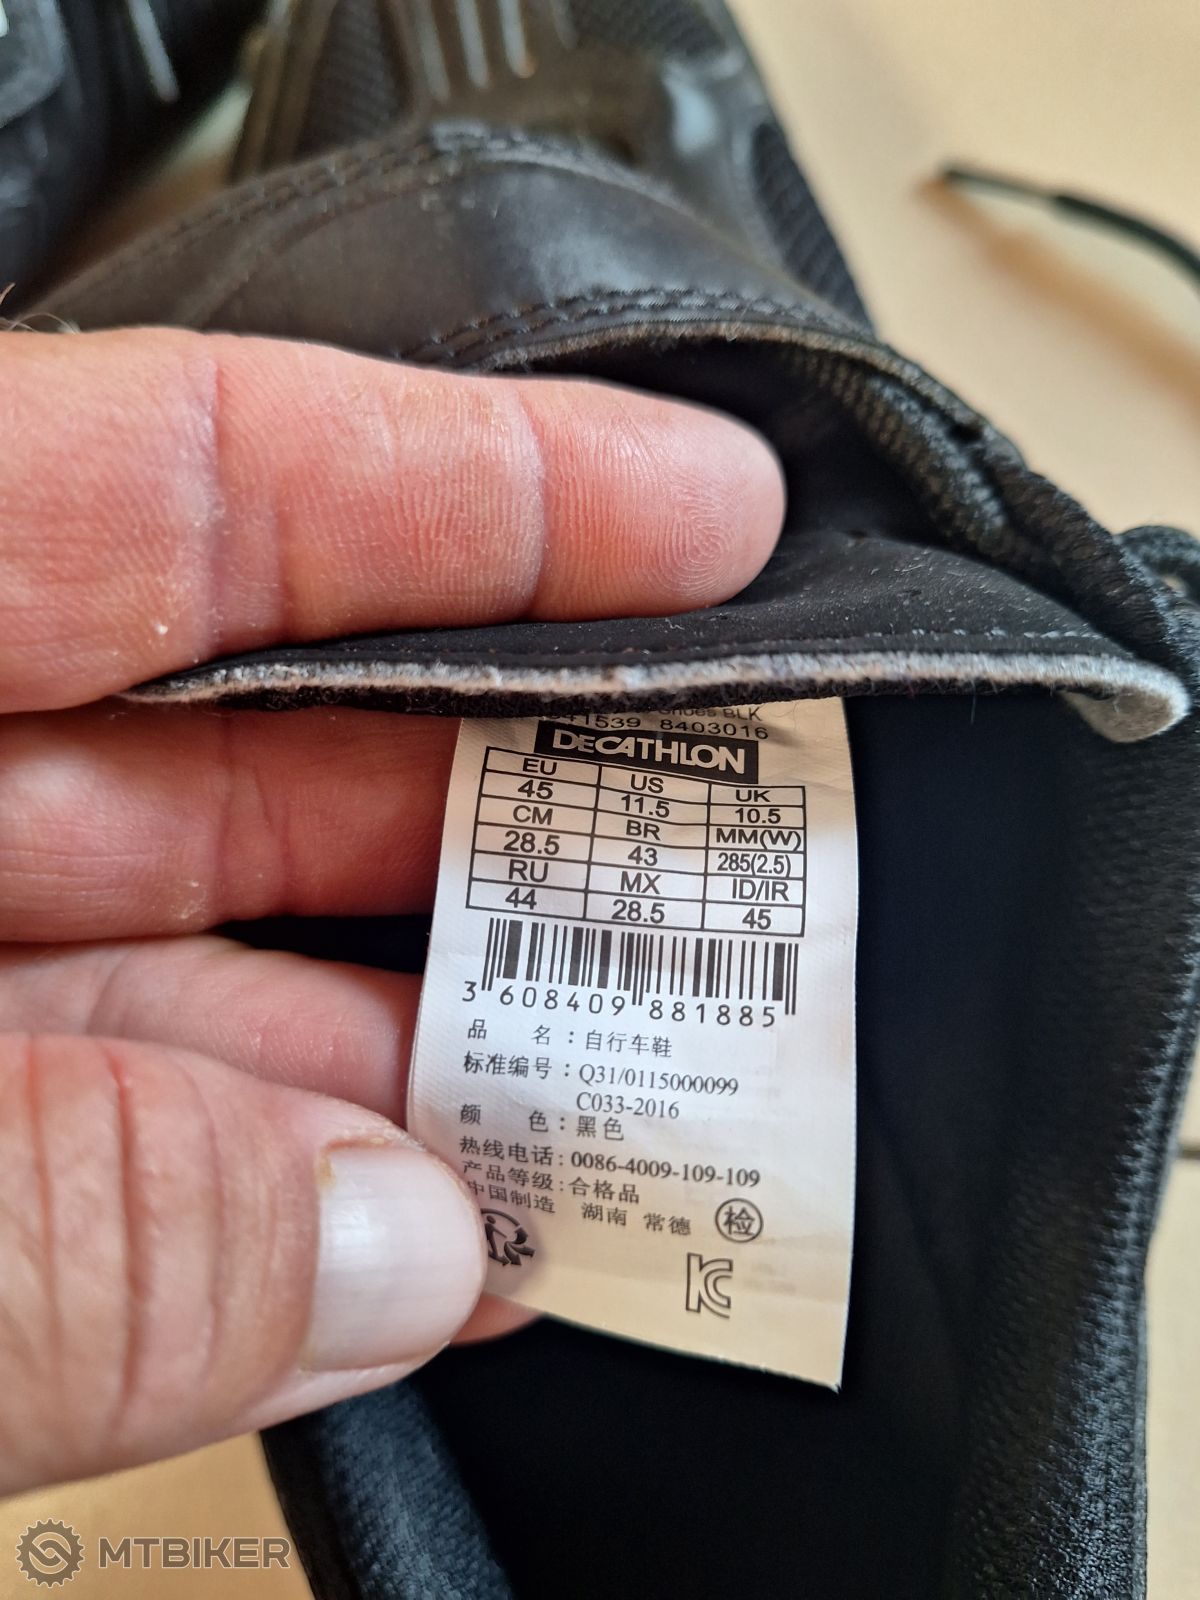 Shoes BLK
41539 8403016
DECATHLON
EU US UK
45 11.5 10.5
CM BR MM(W)
28.5 43 285(2.5)
RU MX ID/IR
44 28.5 45
3 608409 881885
品 名：自行车鞋
标准编号：Q31/0115000099
C033-2016
颜 色：黑色
热线电话：0086-4009-109-109
产品等级：合格品
中国制造 湖南 常德 检
MTBIKER